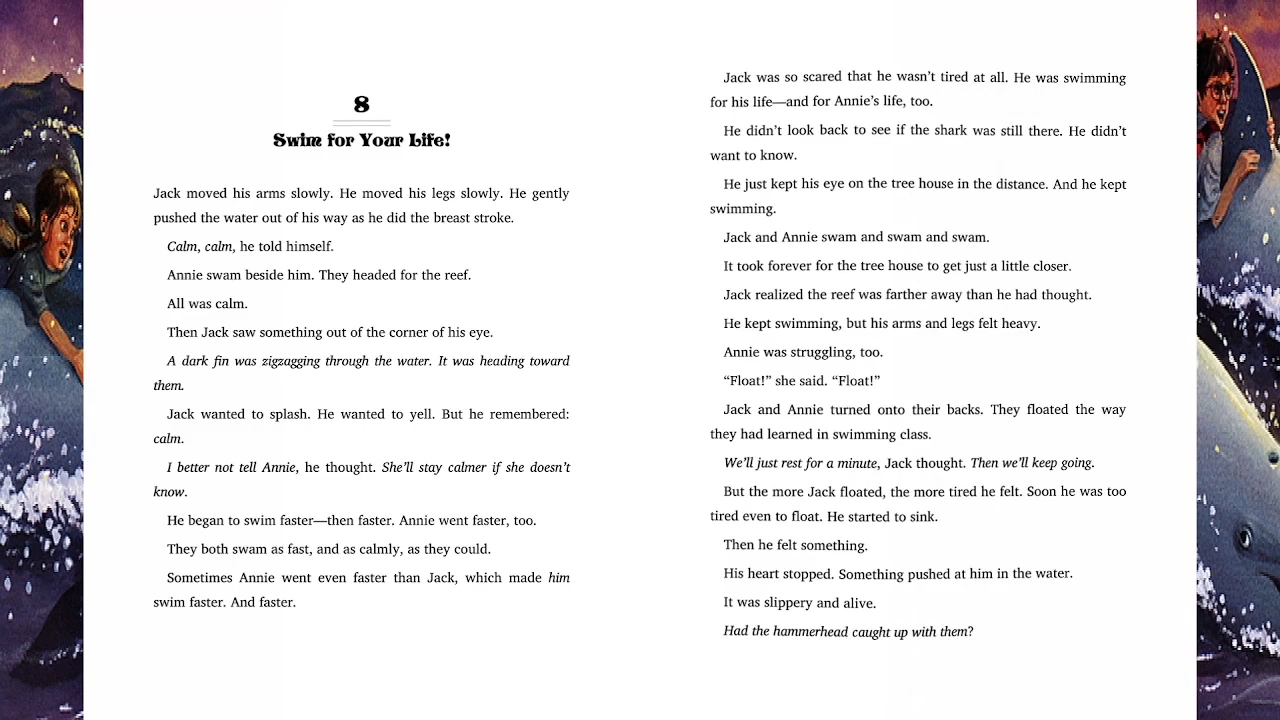 8
Swim for Your Life!
Jack moved his arms slowly. He moved his legs slowly. He gently
pushed the water out of his way as he did the breast stroke.
Calm, calm, he told himself.
Annie swam beside him. They headed for the reef.
All was calm.
Then Jack saw something out of the corner of his eye.
A dark fin was zigzagging through the water. It was heading toward
them.
Jack wanted to splash. He wanted to yell. But he remembered:
calm.
I better not tell Annie, he thought. She’ll stay calmer if she doesn’t
know.
He began to swim faster—then faster. Annie went faster, too.
They both swam as fast, and as calmly, as they could.
Sometimes Annie went even faster than Jack, which made him
swim faster. And faster.
Jack was so scared that he wasn’t tired at all. He was swimming
for his life—and for Annie’s life, too.
He didn’t look back to see if the shark was still there. He didn’t
want to know.
He just kept his eye on the tree house in the distance. And he kept
swimming.
Jack and Annie swam and swam and swam.
It took forever for the tree house to get just a little closer.
Jack realized the reef was farther away than he had thought.
He kept swimming, but his arms and legs felt heavy.
Annie was struggling, too.
“Float!” she said. “Float!”
Jack and Annie turned onto their backs. They floated the way
they had learned in swimming class.
We’ll just rest for a minute, Jack thought. Then we’ll keep going.
But the more Jack floated, the more tired he felt. Soon he was too
tired even to float. He started to sink.
Then he felt something.
His heart stopped. Something pushed at him in the water.
It was slippery and alive.
Had the hammerhead caught up with them?